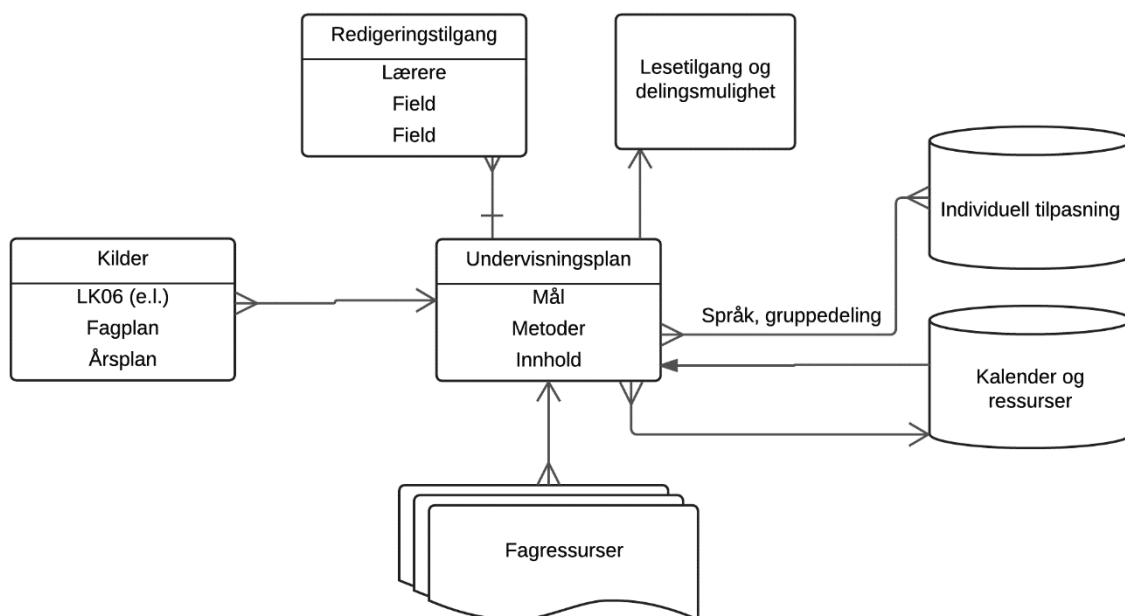 Redigeringstilgang
Lærere
Field
Field
Lesetilgang og
delingsmulighet
Individuell tilpasning
Kilder
LK06 (e.l.)
Fagplan
Årsplan
Undervisningsplan
Mål
Metoder
Innhold
Språk, gruppedeling
Kalender og
ressurser
Fagressurser